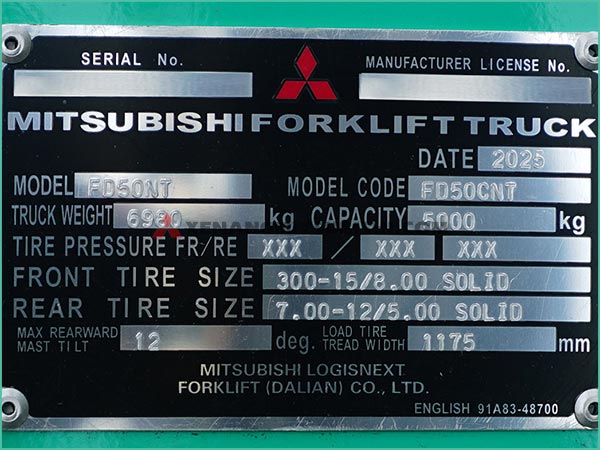 SERIAL No.
MANUFACTURER LICENSE No.
MITSUBISHI FORKLIFT TRUCK
DATE 2025
MODEL FD50NT MODEL CODE FD50CNT
TRUCK WEIGHT kg CAPACITY 5000 kg
TIRE PRESSURE FR/RE XXX / XXX XXX
FRONT TIRE SIZE 300-15/8.00 SOLID
REAR TIRE SIZE 7.00-12/5.00 SOLID
MAX REARWARD MAST TILT 12 deg. LOAD TIRE TREAD WIDTH 1175 mm
MITSUBISHI LOGISNEXT
FORKLIFT (DALIAN) CO., LTD.
ENGLISH 91A83-48700